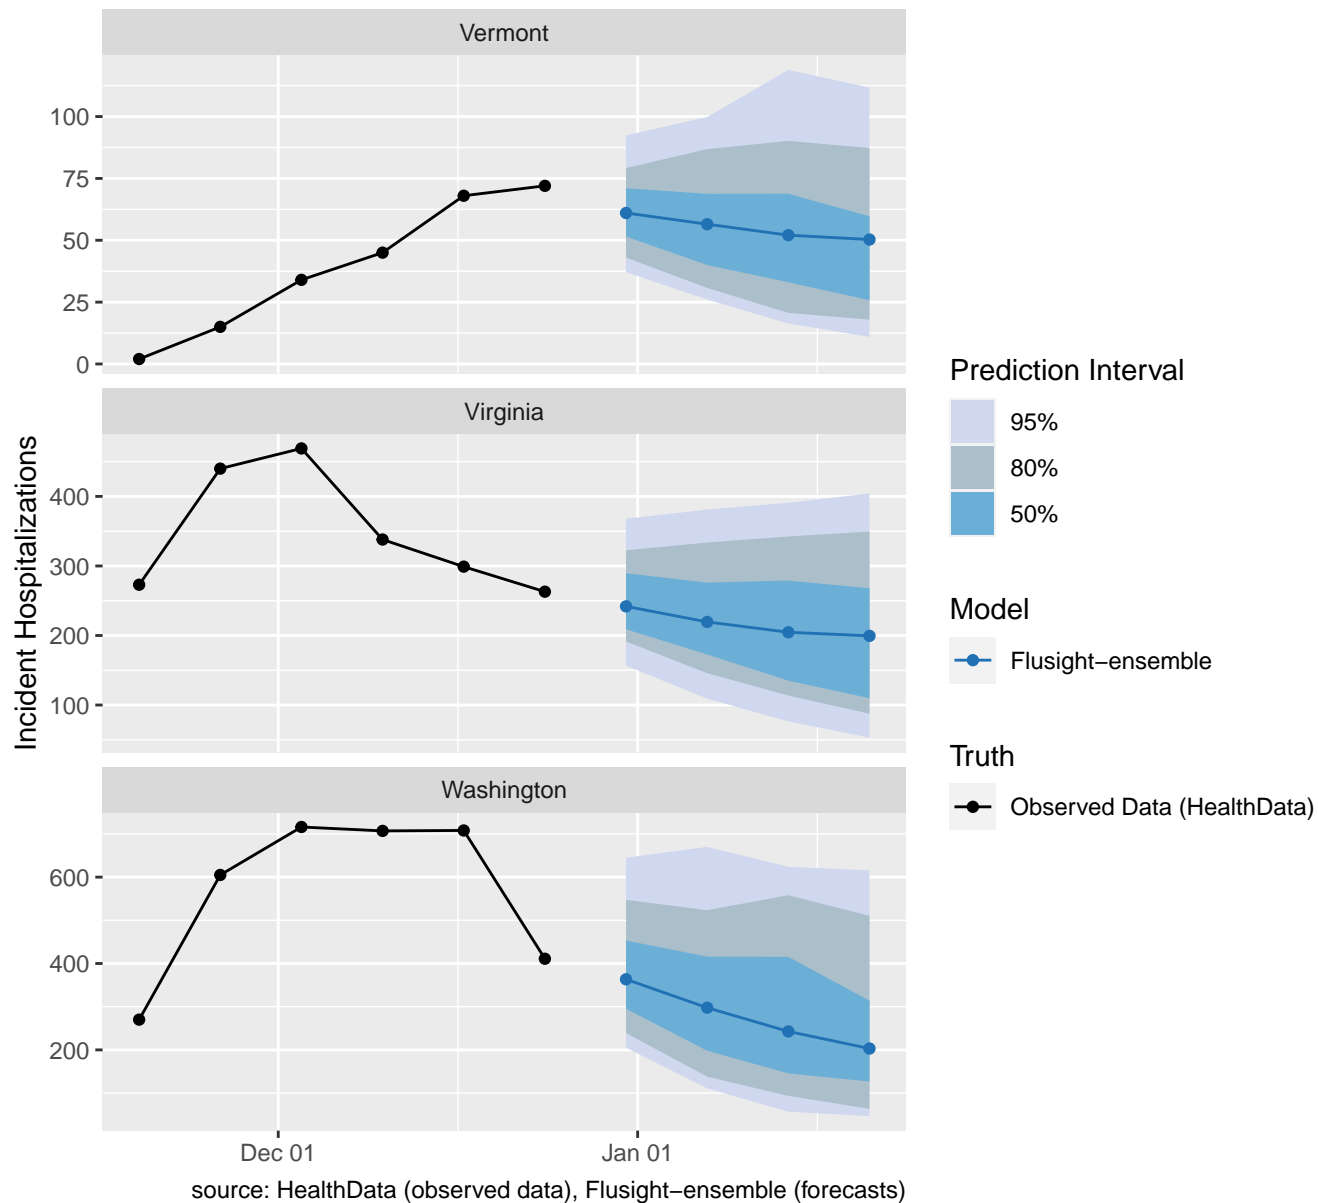 Vermont
100
75
50
25
0
Virginia
400
300
200
100
Washington
600
400
200
Dec 01
Jan 01
Incident Hospitalizations
source: HealthData (observed data), Flusight−ensemble (forecasts)
Prediction Interval
95%
80%
50%
Model
Flusight−ensemble
Truth
Observed Data (HealthData)